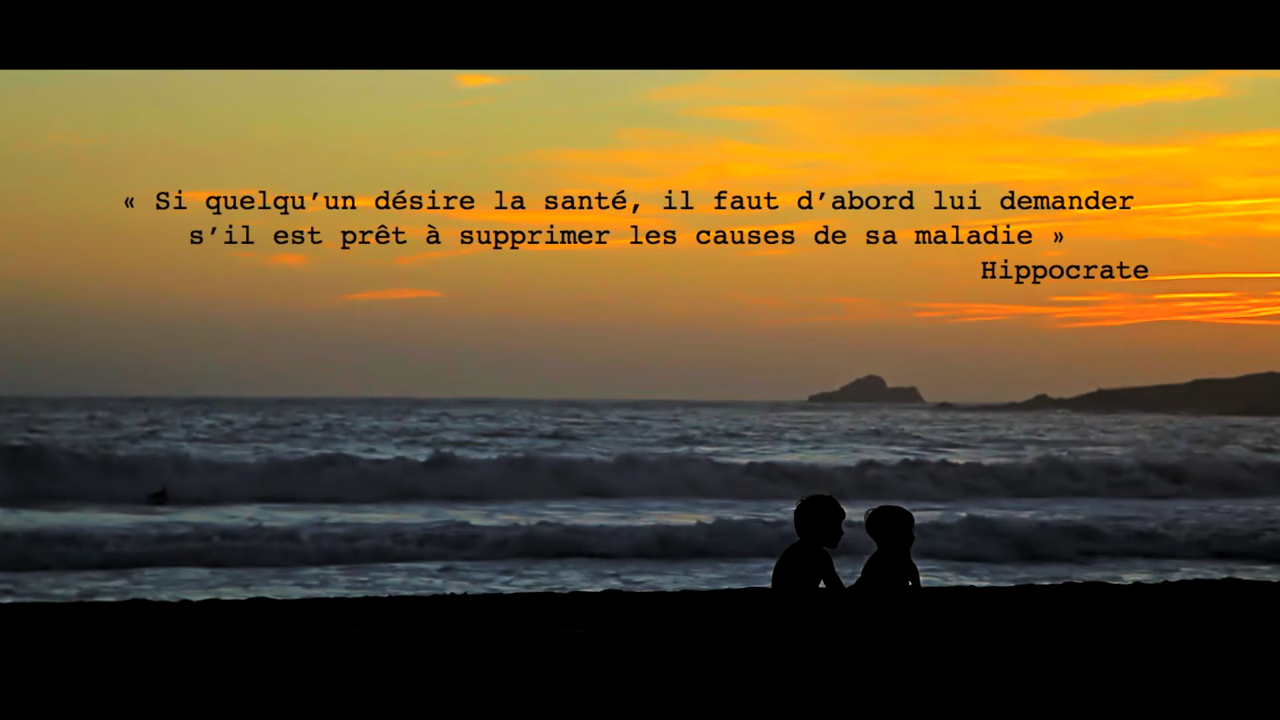 « Si quelqu’un désire la santé, il faut d’abord lui demander
s’il est prêt à supprimer les causes de sa maladie »
Hippocrate